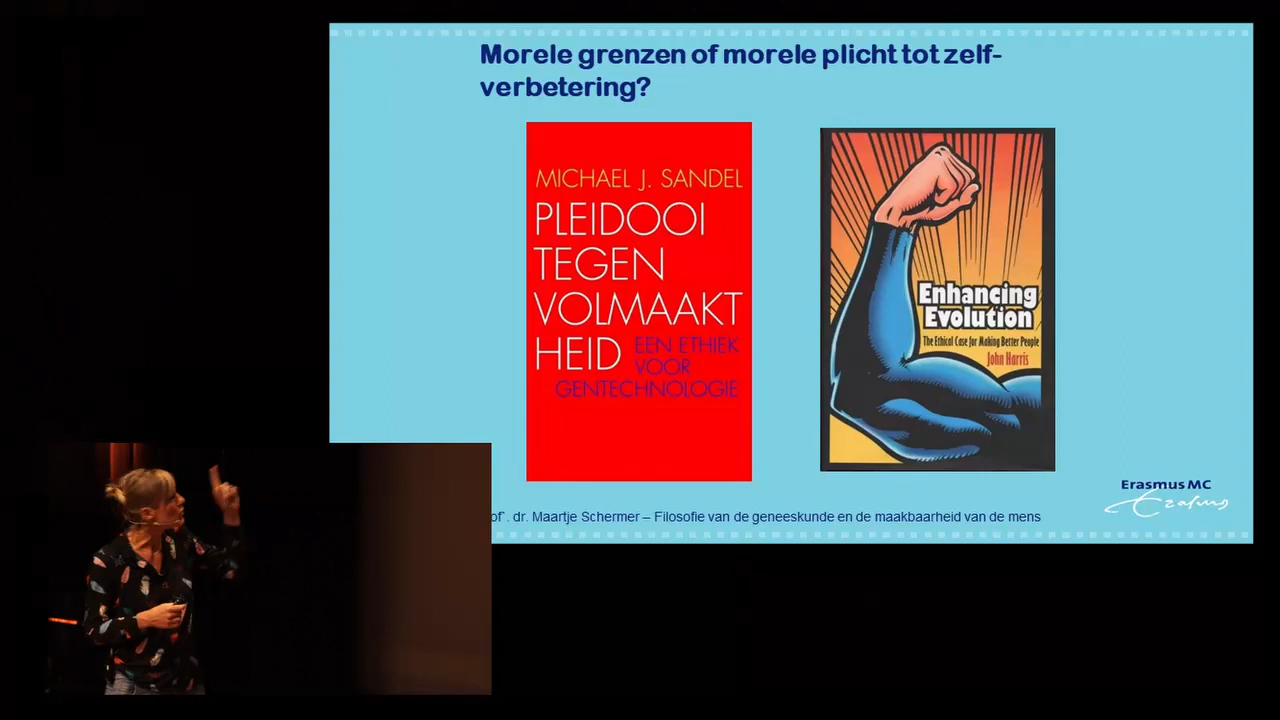 Morele grenzen of morele plicht tot zelf-
verbetering?
MICHAEL J. SANDEL
PLEIDOOI
TEGEN
VOLMAAKT
HEID
EEN ETHIEK
VOOR
GENTECHNOLOGIE
Enhancing
Evolution
The Ethical Case for Making Better People
John Harris
Erasmus MC
Erasmus
of. dr. Maartje Schermer – Filosofie van de geneeskunde en de maakbaarheid van de mens